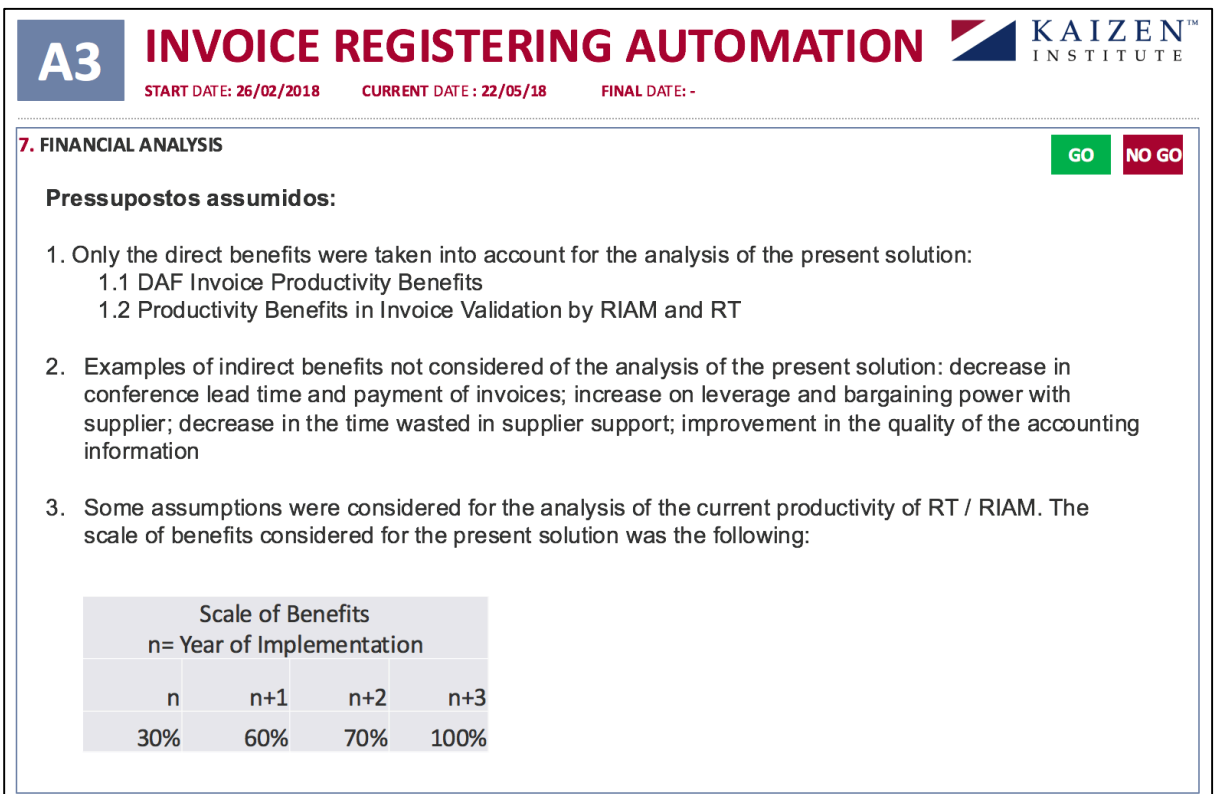 A3
INVOICE REGISTERING AUTOMATION
KAIZEN™
INSTITUTE
START DATE: 26/02/2018 CURRENT DATE : 22/05/18 FINAL DATE: -
7. FINANCIAL ANALYSIS
GO NO GO
Pressupostos assumidos:
1. Only the direct benefits were taken into account for the analysis of the present solution:
1.1 DAF Invoice Productivity Benefits
1.2 Productivity Benefits in Invoice Validation by RIAM and RT
2. Examples of indirect benefits not considered of the analysis of the present solution: decrease in
conference lead time and payment of invoices; increase on leverage and bargaining power with
supplier; decrease in the time wasted in supplier support; improvement in the quality of the accounting
information
3. Some assumptions were considered for the analysis of the current productivity of RT / RIAM. The
scale of benefits considered for the present solution was the following:
Scale of Benefits
n= Year of Implementation
n n+1 n+2 n+3
30% 60% 70% 100%